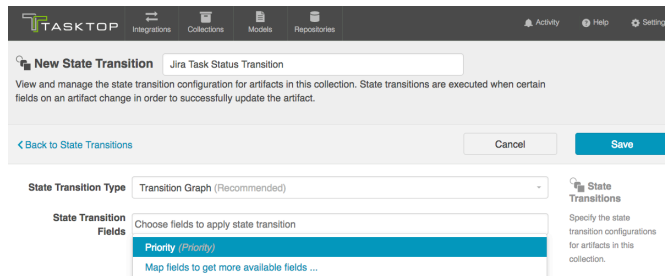 TASKTOP
Integrations
Collections
Models
Repositories
Activity
Help
Setting
New State Transition
Jira Task Status Transition
View and manage the state transition configuration for artifacts in this collection. State transitions are executed when certain
fields on an artifact change in order to successfully update the artifact.
Back to State Transitions
Cancel
Save
State Transition Type
Transition Graph (Recommended)
State Transition
Fields
Choose fields to apply state transition
Priority (Priority)
Map fields to get more available fields ...
State
Transitions
Specify the state
transition configurations
for artifacts in this
collection.